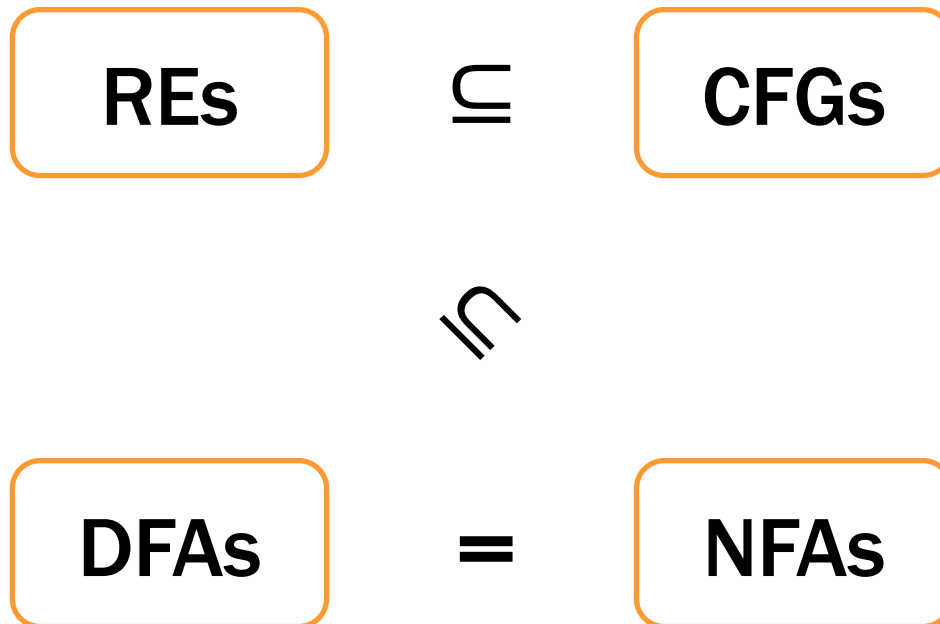 REs ⊆ CFGs
⊆
DFAs = NFAs